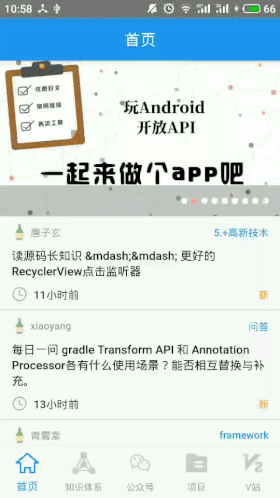 10:58
66
首页
优质好文
常用链接
各类工具
玩Android
开放API
一起来做个app吧
唐子玄
5.+高新技术
读源码长知识 &mdash;&mdash; 更好的
RecyclerView点击监听器
11小时前
新
xiaoyang
问答
每日一问 gradle Transform API 和 Annotation
Processor各有什么使用场景？能否相互替换与补
充。
13小时前
新
framework
首页
知识体系
公众号
项目
V站